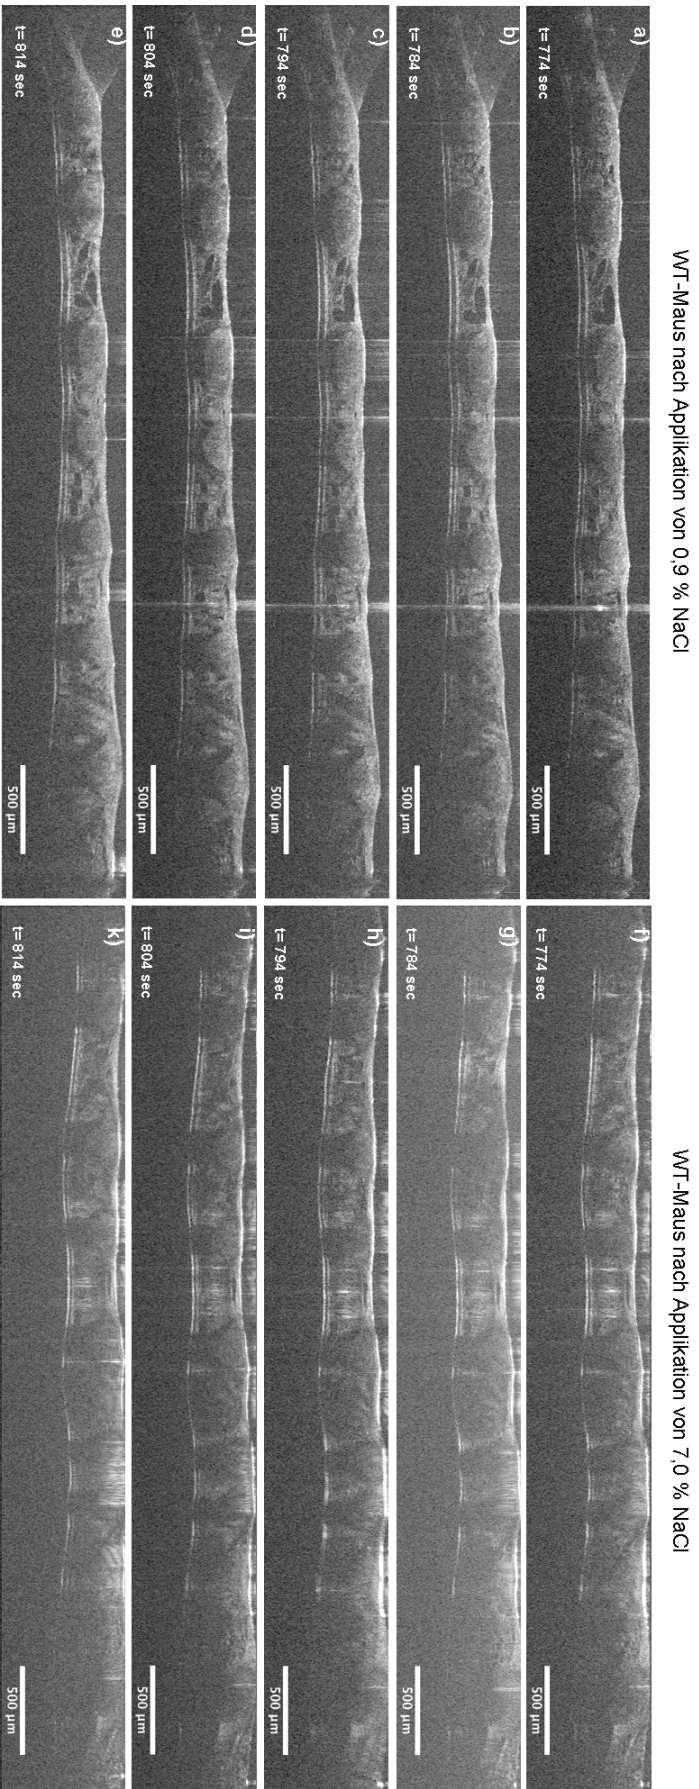 WT-Maus nach Applikation von 0,9 % NaCl
a)
t= 774 sec
500 µm
b)
t= 784 sec
500 µm
c)
t= 794 sec
500 µm
d)
t= 804 sec
500 µm
e)
t= 814 sec
500 µm
WT-Maus nach Applikation von 7,0 % NaCl
f)
t= 774 sec
500 µm
g)
t= 784 sec
500 µm
h)
t= 794 sec
500 µm
i)
t= 804 sec
500 µm
k)
t= 814 sec
500 µm